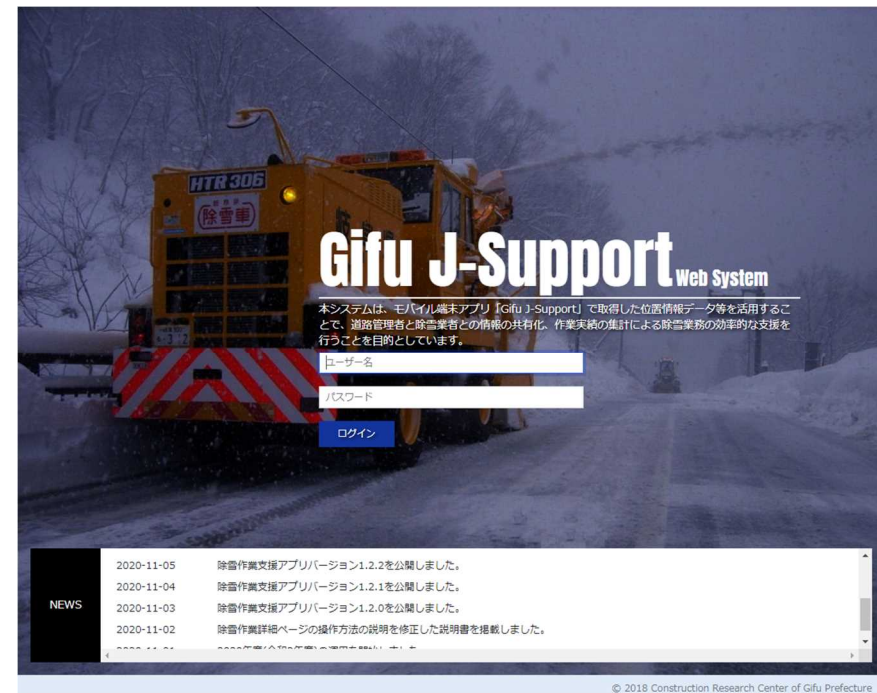 HTR 306
除雪車
Gifu J-Support Web System
本システムは、モバイル端末アプリ「Gifu J-Support」で取得した位置情報データ等を活用するこ
とで、道路管理者と除雪業者との情報の共有化、作業実績の集計による除雪業務の効率的な支援を
行うことを目的としています。
ユーザー名
パスワード
ログイン
NEWS
2020-11-05 除雪作業支援アプリバージョン1.2.2を公開しました。
2020-11-04 除雪作業支援アプリバージョン1.2.1を公開しました。
2020-11-03 除雪作業支援アプリバージョン1.2.0を公開しました。
2020-11-02 除雪作業詳細ページの操作方法の説明を修正した説明書を掲載しました。
© 2018 Construction Research Center of Gifu Prefecture